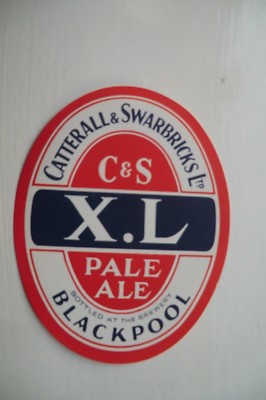 CATTERALL & SWARBRICKS LTD
C&S
X.L
PALE
ALE
BOTTLED AT THE BREWERY
BLACKPOOL